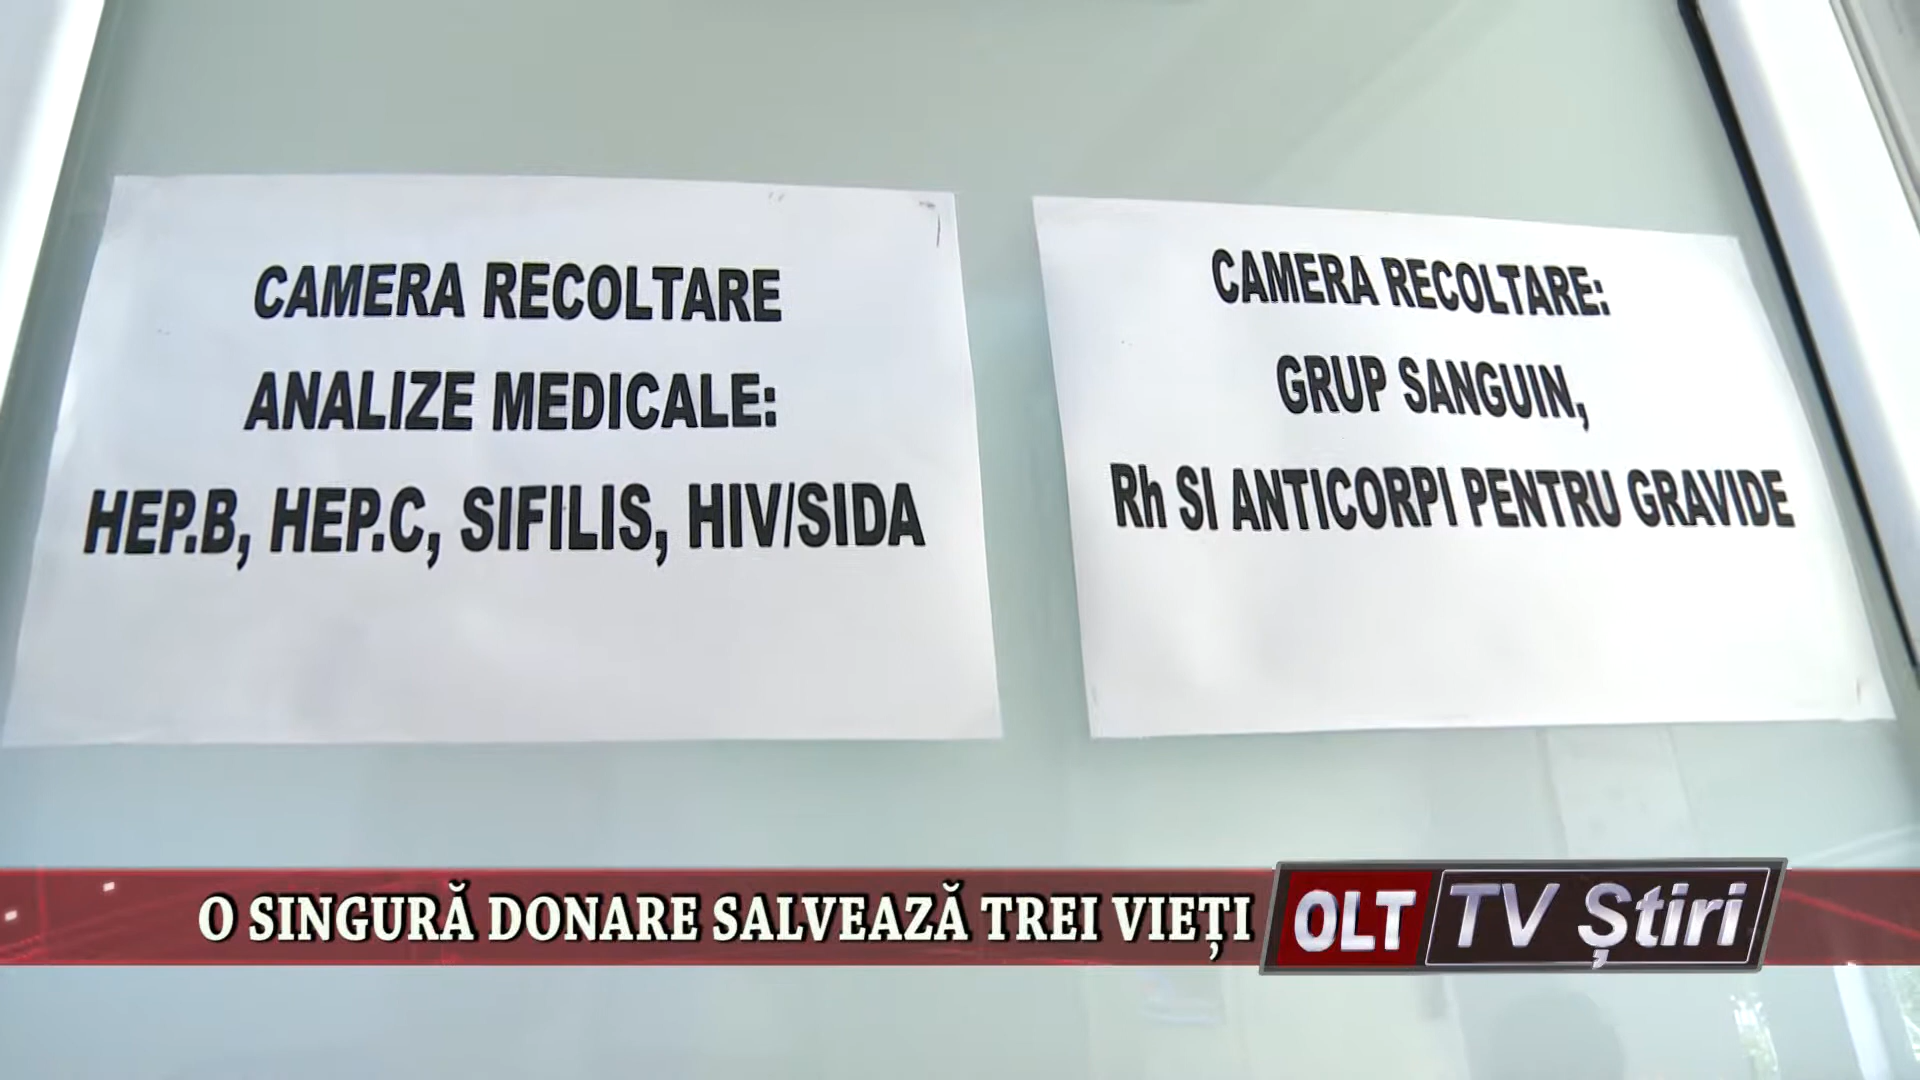 CAMERA RECOLTARE
ANALIZE MEDICALE:
HEP.B, HEP.C, SIFILIS, HIV/SIDA
CAMERA RECOLTARE:
GRUP SANGUIN,
Rh SI ANTICORPI PENTRU GRAVIDE
O SINGURĂ DONARE SALVEAZĂ TREI VIEȚI
OLT TV Știri